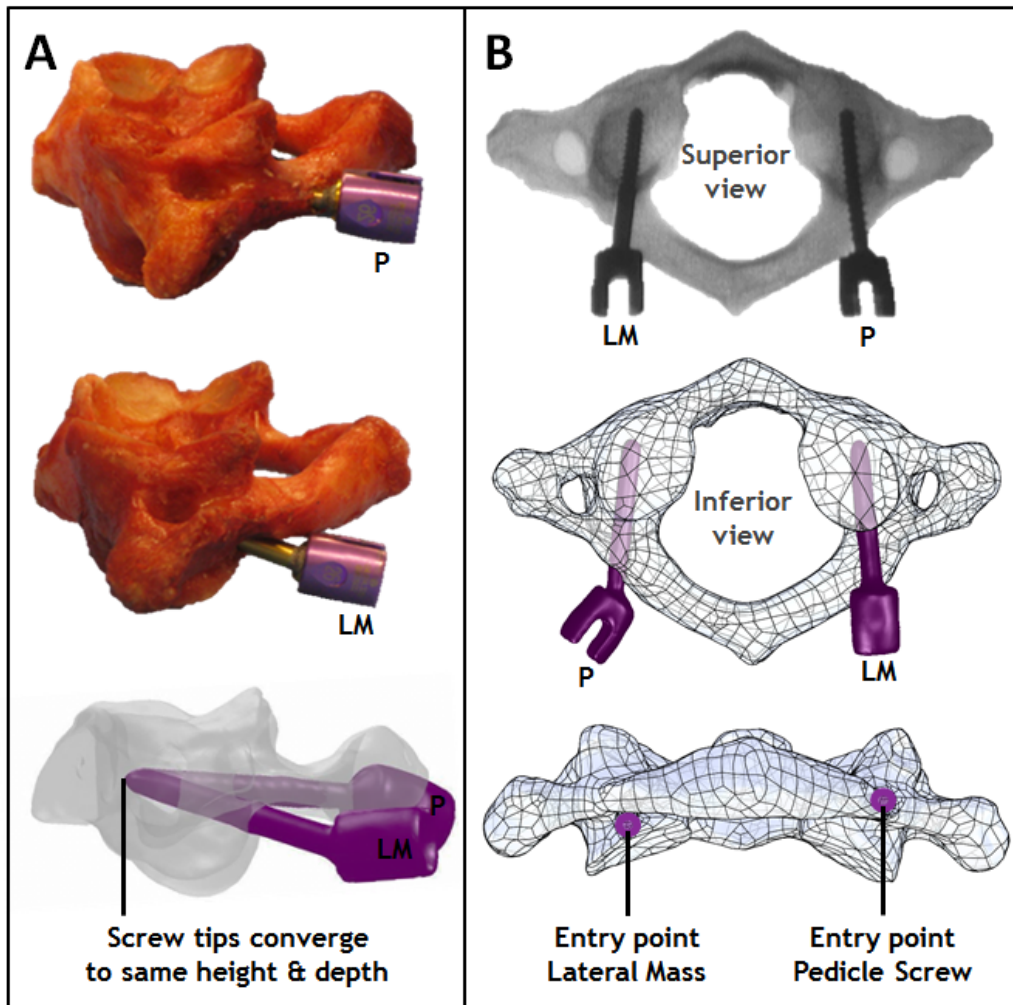 A
P
LM
P
LM
Screw tips converge
to same height & depth
B
Superior
view
LM
P
Inferior
view
P
LM
Entry point
Lateral Mass
Entry point
Pedicle Screw